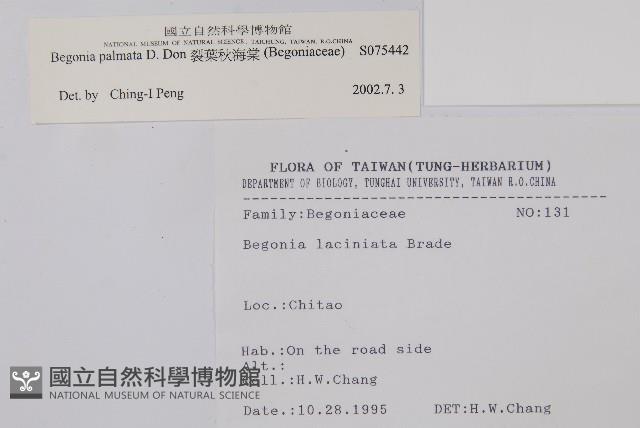 國立自然科學博物館
NATIONAL MUSEUM OF NATURAL SCIENCE, TAICHUNG, TAIWAN, R.O.CHINA
Begonia palmata D. Don 裂葉秋海棠 (Begoniaceae) S075442
Det. by Ching-I Peng 2002.7. 3
FLORA OF TAIWAN(TUNG-HERBARIUM)
DEPARTMENT OF BIOLOGY, TUNGHAI UNIVERSITY, TAIWAN R.O.CHINA
Family:Begoniaceae NO:131
Begonia laciniata Brade
Loc.:Chitao
Hab.:On the road side
Alt.:
Coll.:H.W.Chang
Date.:10.28.1995 DET:H.W.Chang
國立自然科學博物館
NATIONAL MUSEUM OF NATURAL SCIENCE